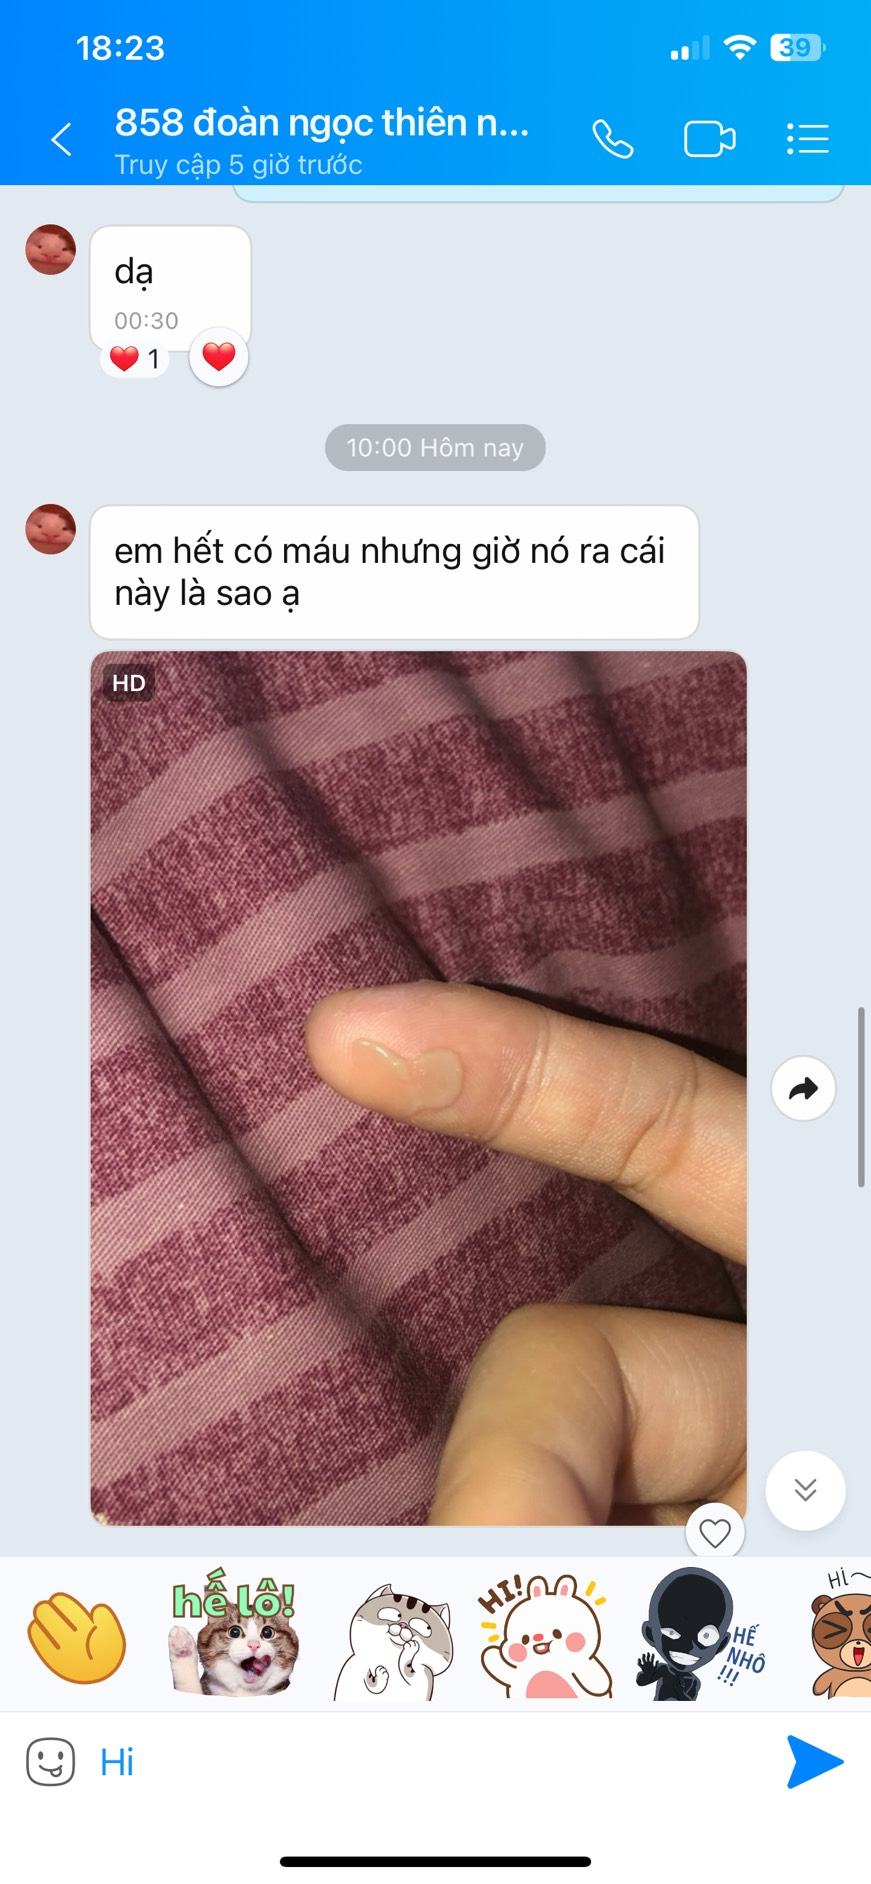 18:23
39
858 đoàn ngọc thiên n...
Truy cập 5 giờ trước
dạ
00:30
1
10:00 Hôm nay
em hết có máu nhưng giờ nó ra cái
này là sao ạ
HD
hế lô!
HI!
HẾ
NHÔ
!!!
Hi~
Hi